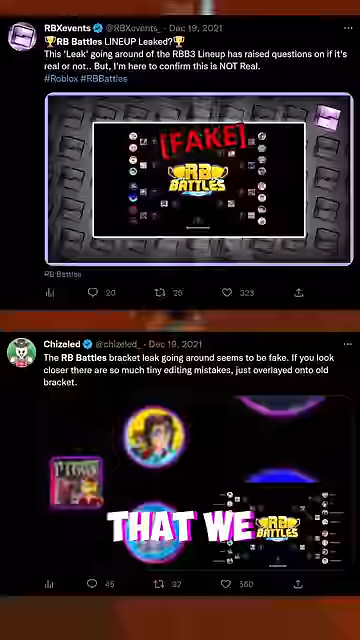 RBXevents @RBXevents_ · Dec 19, 2021
🏆RB Battles LINEUP Leaked?🏆
This 'Leak' going around of the RBB3 Lineup has raised questions on if it's
real or not.. But, I'm here to confirm this is NOT Real.
#Roblox #RBBattles
[FAKE]
RB
BATTLES
RB Battles
20 25 323
Chizeled @chizeled_ · Dec 19, 2021
The RB Battles bracket leak going around seems to be fake. If you look
closer there are so much tiny editing mistakes, just overlayed onto old
bracket.
THAT WE
RB
BATTLES
45 37 560